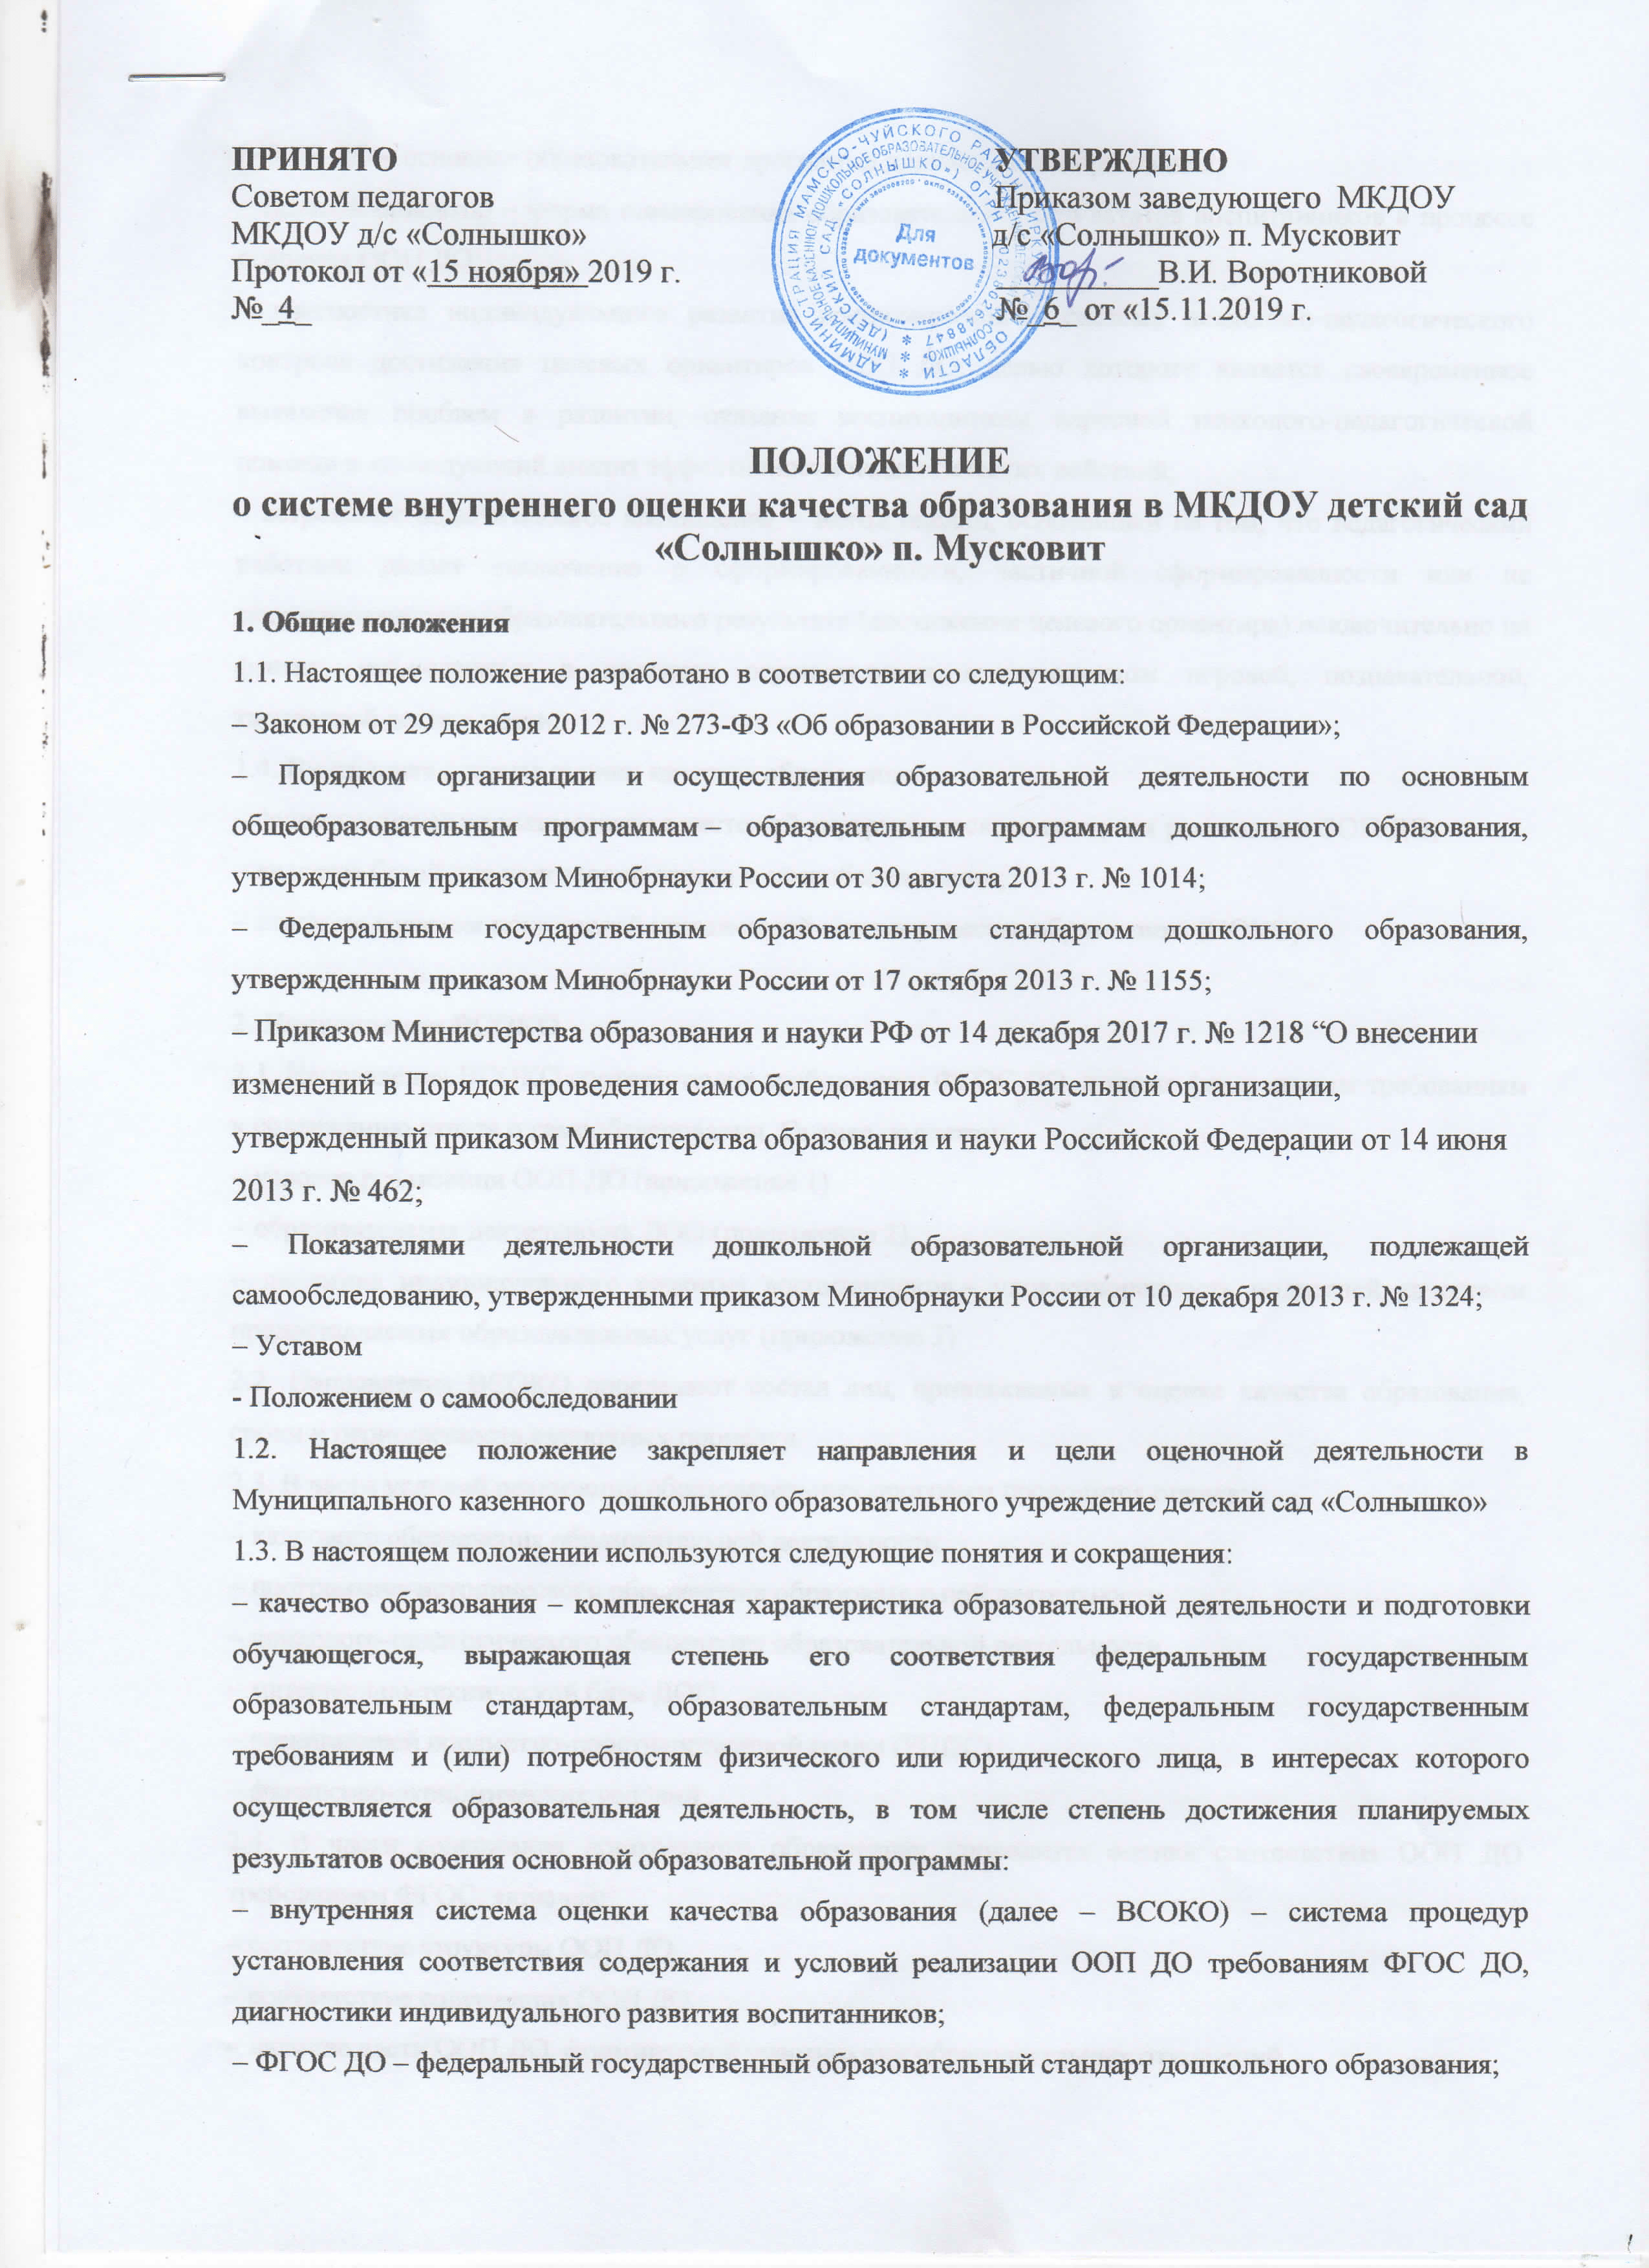 ПРИНЯТО
Советом педагогов
МКДОУ д/с «Солнышко»
Протокол от «15 ноября» 2019 г.
№_4_
УТВЕРЖДЕНО
Приказом заведующего МКДОУ
д/с «Солнышко» п. Мусковит
В.И. Воротниковой
№_6_ от «15.11.2019 г.
Для
документов
АДМИНИСТРАЦИЯ МАМСКО-ЧУЙСКОГО РАЙОНА ИРКУТСКОЙ ОБЛАСТИ
ПОЛОЖЕНИЕ
о системе внутреннего оценки качества образования в МКДОУ детский сад
«Солнышко» п. Мусковит
1. Общие положения
1.1. Настоящее положение разработано в соответствии со следующим:
– Законом от 29 декабря 2012 г. № 273-ФЗ «Об образовании в Российской Федерации»;
– Порядком организации и осуществления образовательной деятельности по основным
общеобразовательным программам – образовательным программам дошкольного образования,
утвержденным приказом Минобрнауки России от 30 августа 2013 г. № 1014;
– Федеральным государственным образовательным стандартом дошкольного образования,
утвержденным приказом Минобрнауки России от 17 октября 2013 г. № 1155;
– Приказом Министерства образования и науки РФ от 14 декабря 2017 г. № 1218 “О внесении
изменений в Порядок проведения самообследования образовательной организации,
утвержденный приказом Министерства образования и науки Российской Федерации от 14 июня
2013 г. № 462;
– Показателями деятельности дошкольной образовательной организации, подлежащей
самообследованию, утвержденными приказом Минобрнауки России от 10 декабря 2013 г. № 1324;
– Уставом
- Положением о самообследовании
1.2. Настоящее положение закрепляет направления и цели оценочной деятельности в
Муниципального казенного дошкольного образовательного учреждение детский сад «Солнышко»
1.3. В настоящем положении используются следующие понятия и сокращения:
– качество образования – комплексная характеристика образовательной деятельности и подготовки
обучающегося, выражающая степень его соответствия федеральным государственным
образовательным стандартам, образовательным стандартам, федеральным государственным
требованиям и (или) потребностям физического или юридического лица, в интересах которого
осуществляется образовательная деятельность, в том числе степень достижения планируемых
результатов освоения основной образовательной программы:
– внутренняя система оценки качества образования (далее – ВСОКО) – система процедур
установления соответствия содержания и условий реализации ООП ДО требованиям ФГОС ДО,
диагностики индивидуального развития воспитанников;
– ФГОС ДО – федеральный государственный образовательный стандарт дошкольного образования;